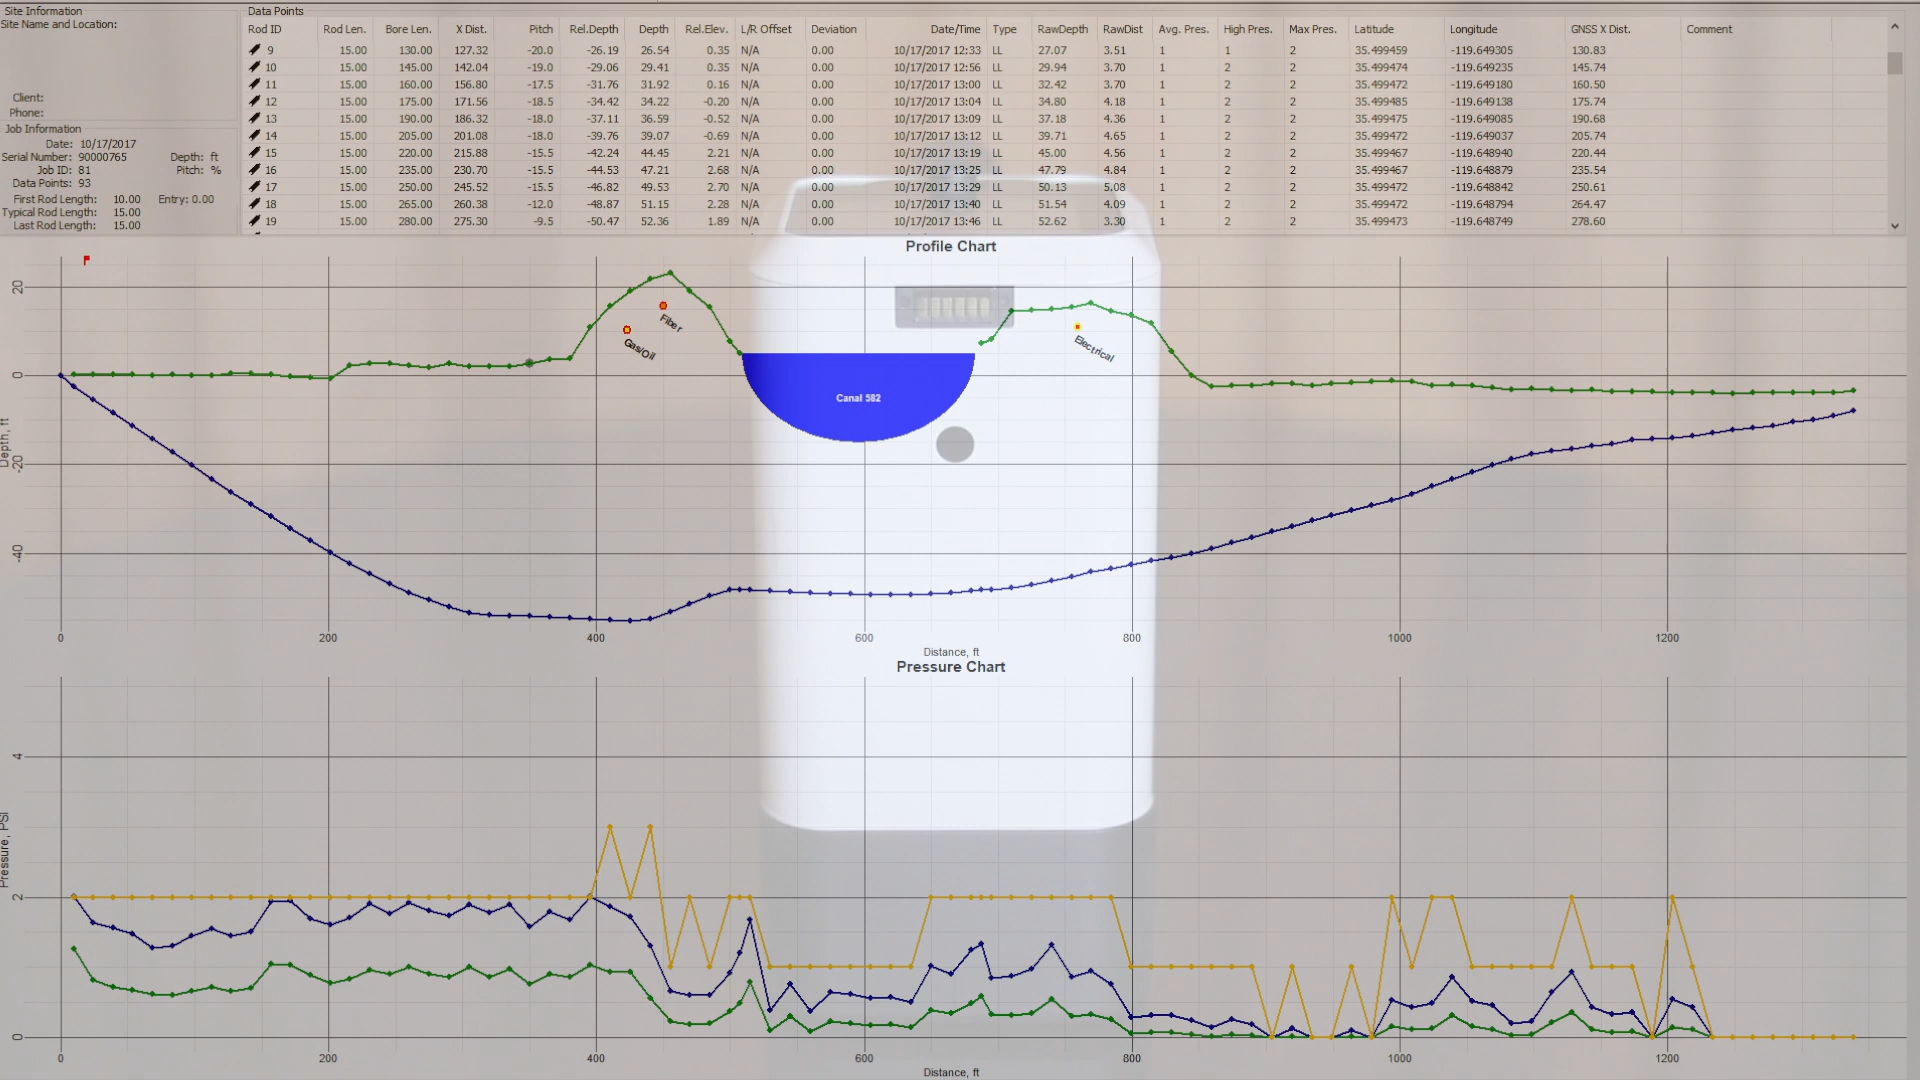 Site Information
Site Name and Location:
Client:
Phone:
Job Information
Date: 10/17/2017
Serial Number: 90000765 Depth: ft
Job ID: 81 Pitch: %
Data Points: 93
First Rod Length: 10.00 Entry: 0.00
Typical Rod Length: 15.00
Last Rod Length: 15.00
Data Points
Rod ID Rod Len. Bore Len. X Dist. Pitch Rel.Depth Depth Rel.Elev. L/R Offset Deviation Date/Time Type RawDepth RawDist Avg. Pres. High Pres. Max Pres. Latitude Longitude GNSS X Dist. Comment
9 15.00 130.00 127.32 -20.0 -26.19 26.54 0.35 N/A 0.00 10/17/2017 12:33 LL 27.07 3.51 1 1 2 35.499459 -119.649305 130.83
10 15.00 145.00 142.04 -19.0 -29.06 29.41 0.35 N/A 0.00 10/17/2017 12:56 LL 29.94 3.70 1 2 2 35.499474 -119.649235 145.74
11 15.00 160.00 156.80 -17.5 -31.76 31.92 0.16 N/A 0.00 10/17/2017 13:00 LL 32.42 3.70 1 2 2 35.499472 -119.649180 160.50
12 15.00 175.00 171.56 -18.5 -34.42 34.22 -0.20 N/A 0.00 10/17/2017 13:04 LL 34.80 4.18 1 2 2 35.499485 -119.649138 175.74
13 15.00 190.00 186.32 -18.0 -37.11 36.59 -0.52 N/A 0.00 10/17/2017 13:09 LL 37.18 4.36 1 2 2 35.499475 -119.649085 190.68
14 15.00 205.00 201.08 -18.0 -39.76 39.07 -0.69 N/A 0.00 10/17/2017 13:12 LL 39.71 4.65 1 2 2 35.499472 -119.649037 205.74
15 15.00 220.00 215.88 -15.5 -42.24 44.45 2.21 N/A 0.00 10/17/2017 13:19 LL 45.00 4.56 1 2 2 35.499467 -119.648940 220.44
16 15.00 235.00 230.70 -15.5 -44.53 47.21 2.68 N/A 0.00 10/17/2017 13:25 LL 47.79 4.84 1 2 2 35.499467 -119.648879 235.54
17 15.00 250.00 245.52 -15.5 -46.82 49.53 2.70 N/A 0.00 10/17/2017 13:29 LL 50.13 5.08 1 2 2 35.499472 -119.648842 250.61
18 15.00 265.00 260.38 -12.0 -48.87 51.15 2.28 N/A 0.00 10/17/2017 13:40 LL 51.54 4.09 1 2 2 35.499472 -119.648794 264.47
19 15.00 280.00 275.30 -9.5 -50.47 52.36 1.89 N/A 0.00 10/17/2017 13:46 LL 52.62 3.30 1 2 2 35.499473 -119.648749 278.60
Profile Chart
20
0
-20
-40
Depth, ft
Fiber
Gas/Oil
Canal 582
Electrical
0 200 400 600 800 1000 1200
Distance, ft
Pressure Chart
4
2
0
Pressure, PSI
0 200 400 600 800 1000 1200
Distance, ft